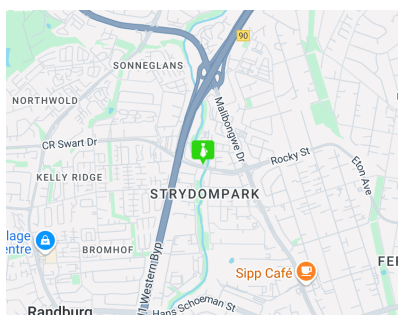 90
SONNEGLANS
NORTHWOLD
Malibongwe Dr
CR Swart Dr
Rocky St
Eton Ave
KELLY RIDGE
STRYDOMPARK
lage
entre
BROMHOF
Western Byp
FE
Sipp Café
Hans Schoeman St
Randburg